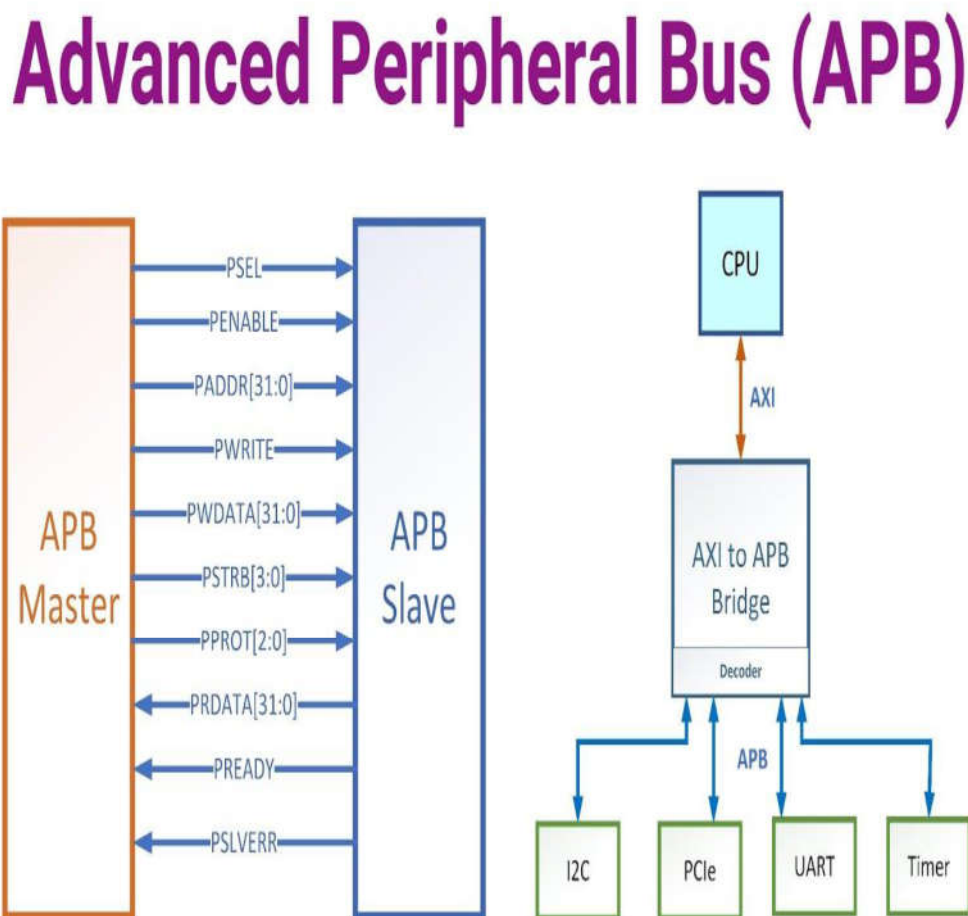 Advanced Peripheral Bus (APB)
APB
Master
PSEL
PENABLE
PADDR[31:0]
PWRITE
PWDATA[31:0]
PSTRB[3:0]
PPROT[2:0]
PRDATA[31:0]
PREADY
PSLVERR
APB
Slave
CPU
AXI
AXI to APB
Bridge
Decoder
APB
I2C
PCIe
UART
Timer